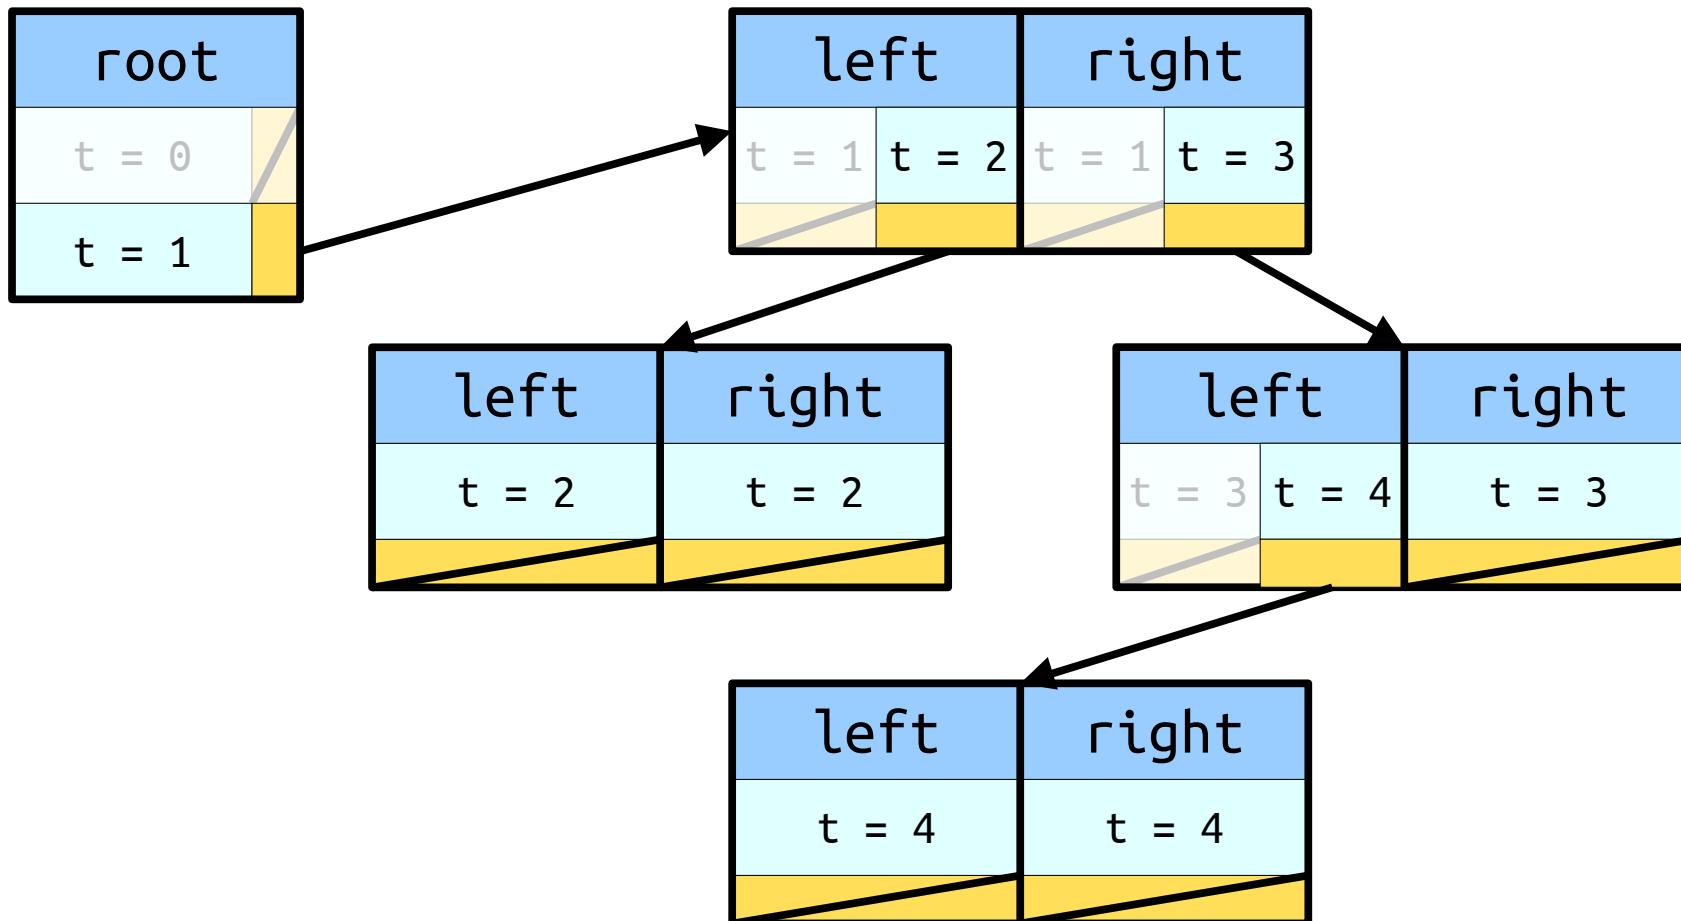 root
t = 0
t = 1
left right
t = 1 t = 2 t = 1 t = 3
left right
t = 2 t = 2
left right
t = 3 t = 4 t = 3
left right
t = 4 t = 4